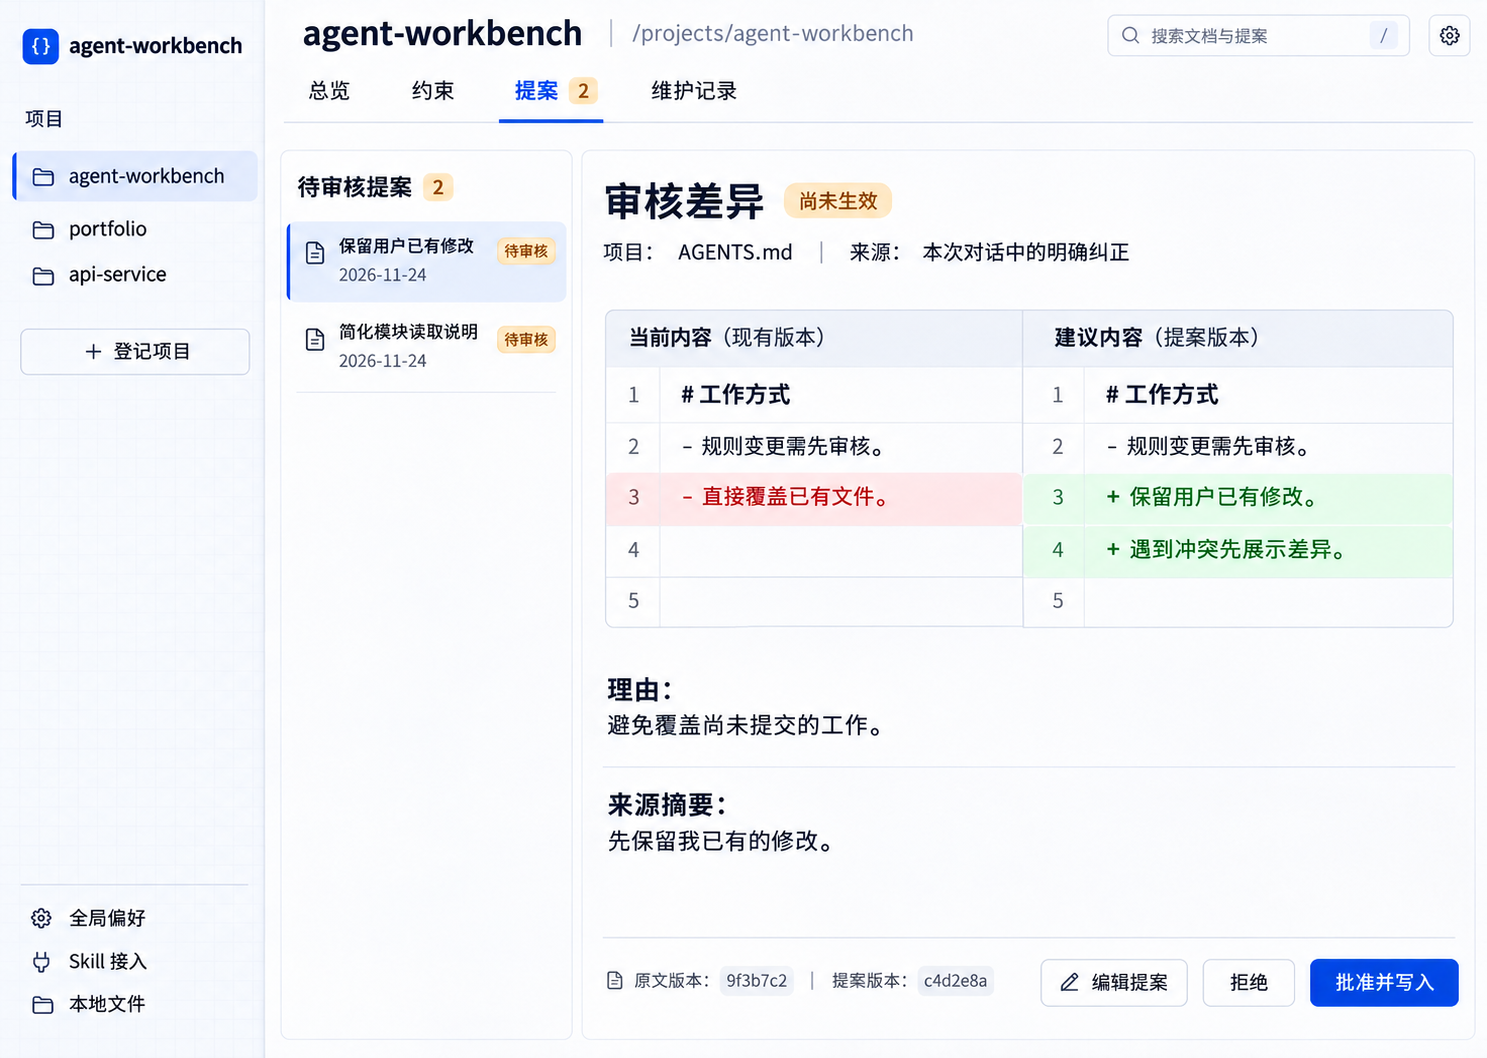 {} agent-workbench
项目
agent-workbench
portfolio
api-service
+ 登记项目
全局偏好
Skill 接入
本地文件
agent-workbench | /projects/agent-workbench
搜索文档与提案 /
总览 约束 提案 2 维护记录
待审核提案 2
保留用户已有修改 待审核
2026-11-24
简化模块读取说明 待审核
2026-11-24
审核差异 尚未生效
项目： AGENTS.md | 来源： 本次对话中的明确纠正
当前内容（现有版本） 建议内容（提案版本）
1 # 工作方式 1 # 工作方式
2 - 规则变更需先审核。 2 - 规则变更需先审核。
3 - 直接覆盖已有文件。 3 + 保留用户已有修改。
4 4 + 遇到冲突先展示差异。
5 5
理由：
避免覆盖尚未提交的工作。
来源摘要：
先保留我已有的修改。
原文版本： 9f3b7c2 | 提案版本： c4d2e8a
编辑提案 拒绝 批准并写入